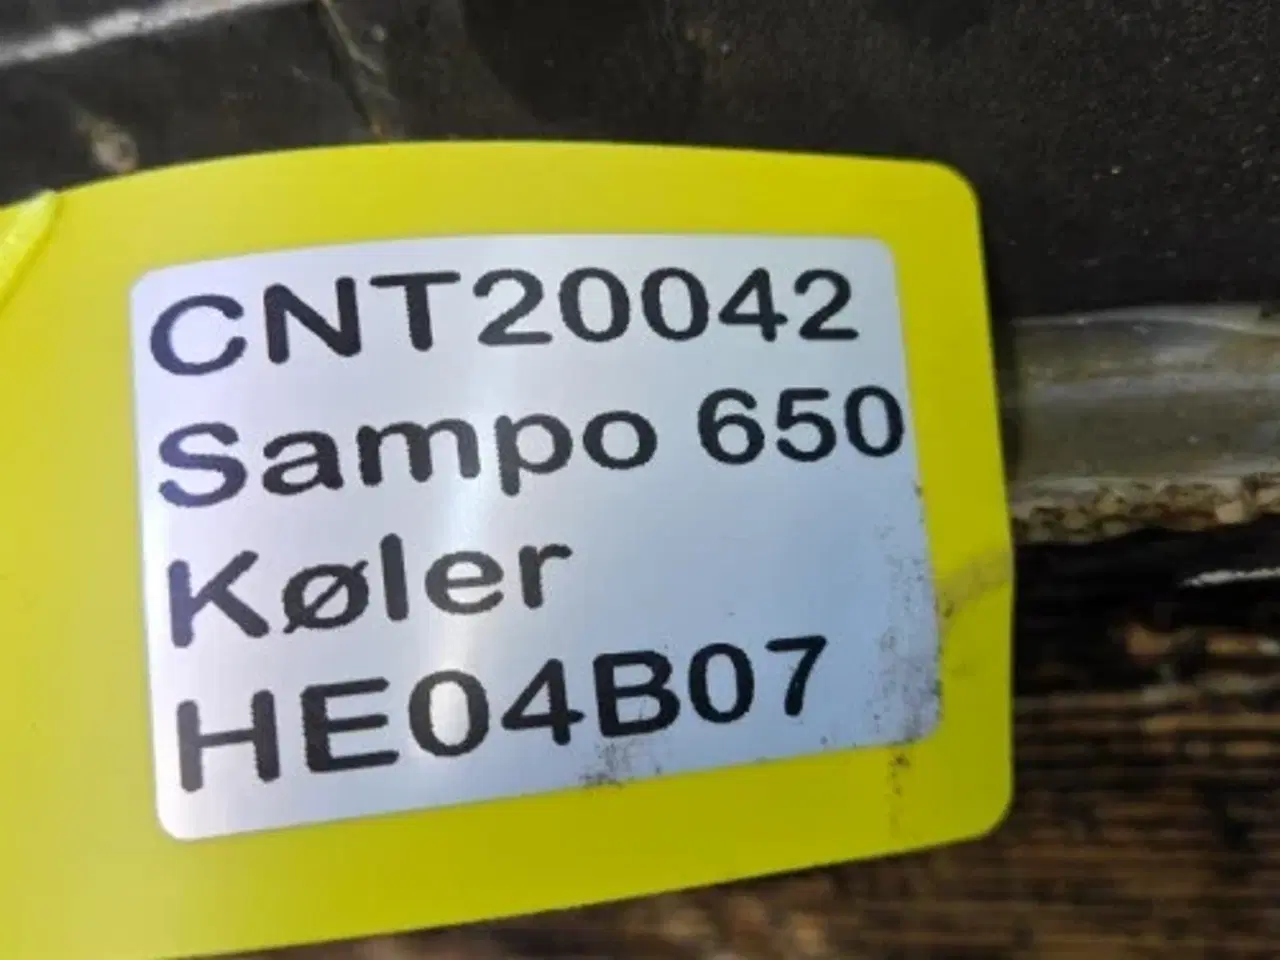 CNT20042
Sampo 650
Køler
HE04B07